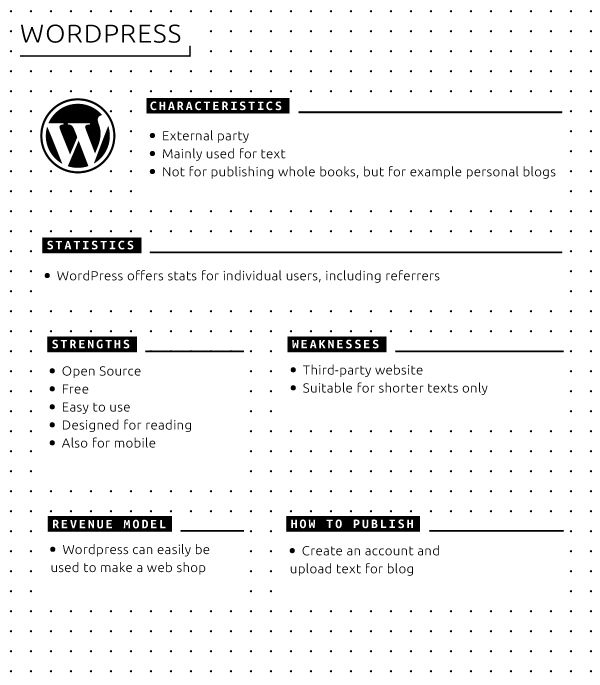 WORDPRESS
CHARACTERISTICS
• External party
• Mainly used for text
• Not for publishing whole books, but for example personal blogs
STATISTICS
• WordPress offers stats for individual users, including referrers
STRENGTHS
• Open Source
• Free
• Easy to use
• Designed for reading
• Also for mobile
WEAKNESSES
• Third-party website
• Suitable for shorter texts only
REVENUE MODEL
• Wordpress can easily be
used to make a web shop
HOW TO PUBLISH
• Create an account and
upload text for blog